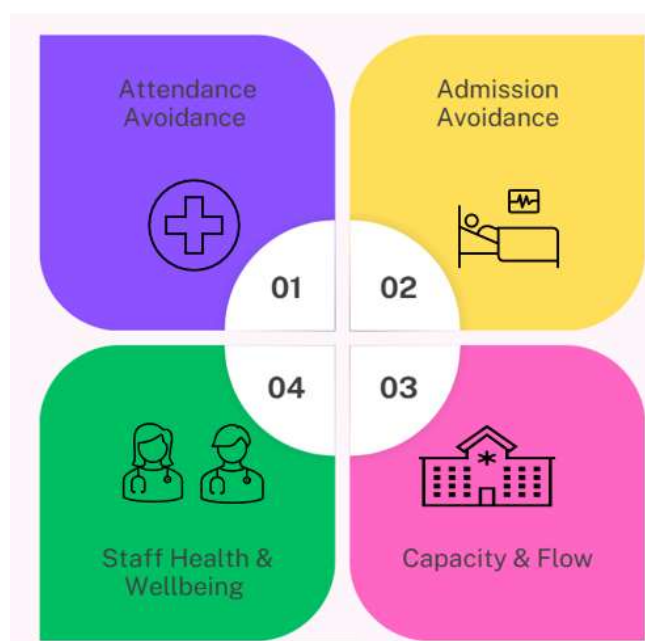 Attendance
Avoidance
Admission
Avoidance
01
02
04
03
Staff Health &
Wellbeing
Capacity & Flow